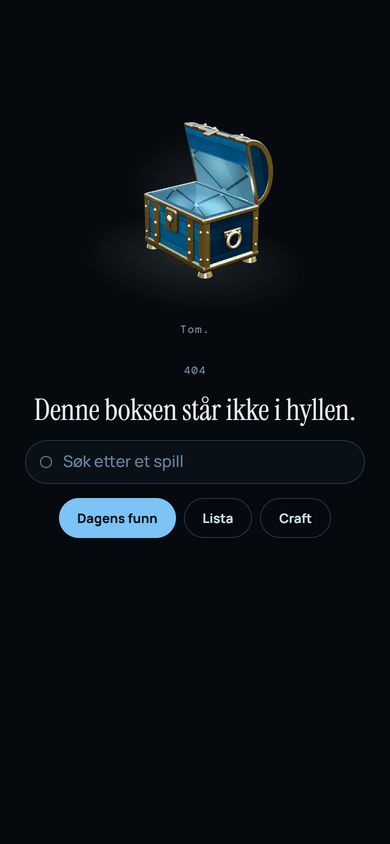 Tom.
404
Denne boksen står ikke i hyllen.
Søk etter et spill
Dagens funn
Lista
Craft